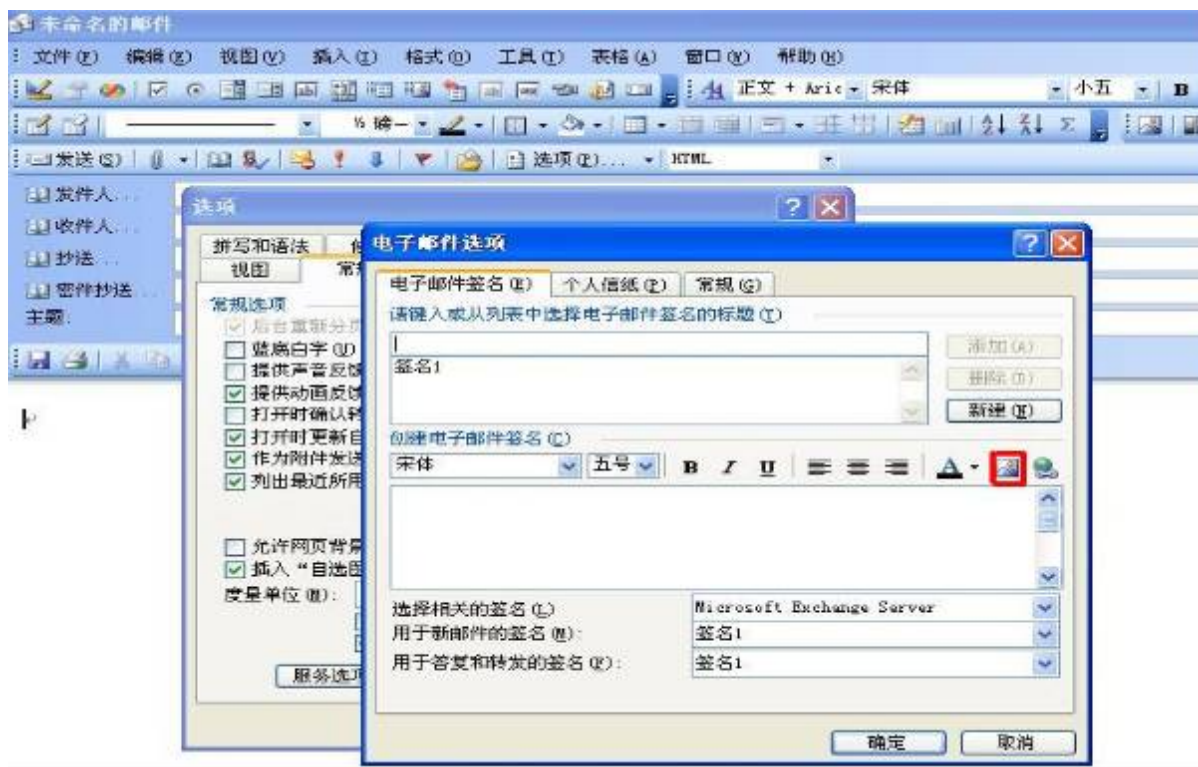 未命名的邮件
文件(F) 编辑(E) 视图(V) 插入(I) 格式(O) 工具(T) 表格(A) 窗口(W) 帮助(H)
正文 + Aric 宋体 小五 B
½ 磅
发送(S) 选项(P)... HTML
发件人...
收件人...
抄送...
密件抄送...
主题:
选项
拼写和语法
视图 常规
常规选项
后台重新分页
蓝底白字(U)
提供声音反馈
提供动画反馈
打开时确认转
打开时更新自
作为附件发送
列出最近所用
允许网页背景
插入“自选图
度量单位(M):
服务选项
电子邮件选项
电子邮件签名(E) 个人信纸(P) 常规(G)
请键入或从列表中选择电子邮件签名的标题(T)
签名1
添加(A)
删除(D)
新建(N)
创建电子邮件签名(C)
宋体 五号 B I U A
选择相关的签名(L) Microsoft Exchange Server
用于新邮件的签名(M): 签名1
用于答复和转发的签名(F): 签名1
确定 取消